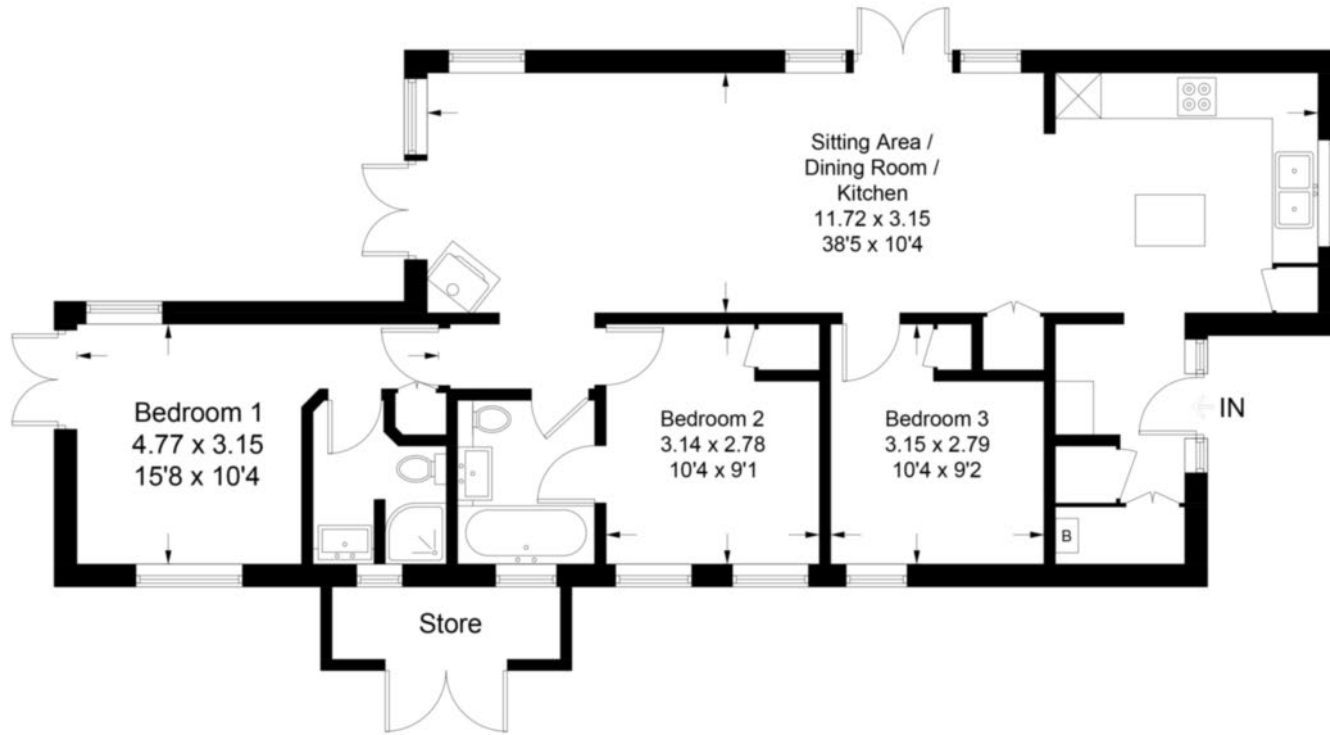 Sitting Area /
Dining Room /
Kitchen
11.72 x 3.15
38'5 x 10'4
Bedroom 1
4.77 x 3.15
15'8 x 10'4
Bedroom 2
3.14 x 2.78
10'4 x 9'1
Bedroom 3
3.15 x 2.79
10'4 x 9'2
IN
B
Store